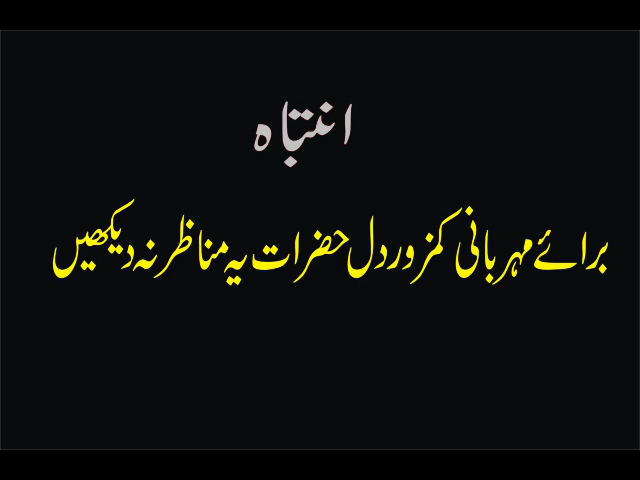 انتباہ
برائے مہربانی کمزور دل حضرات یہ مناظر نہ دیکھیں